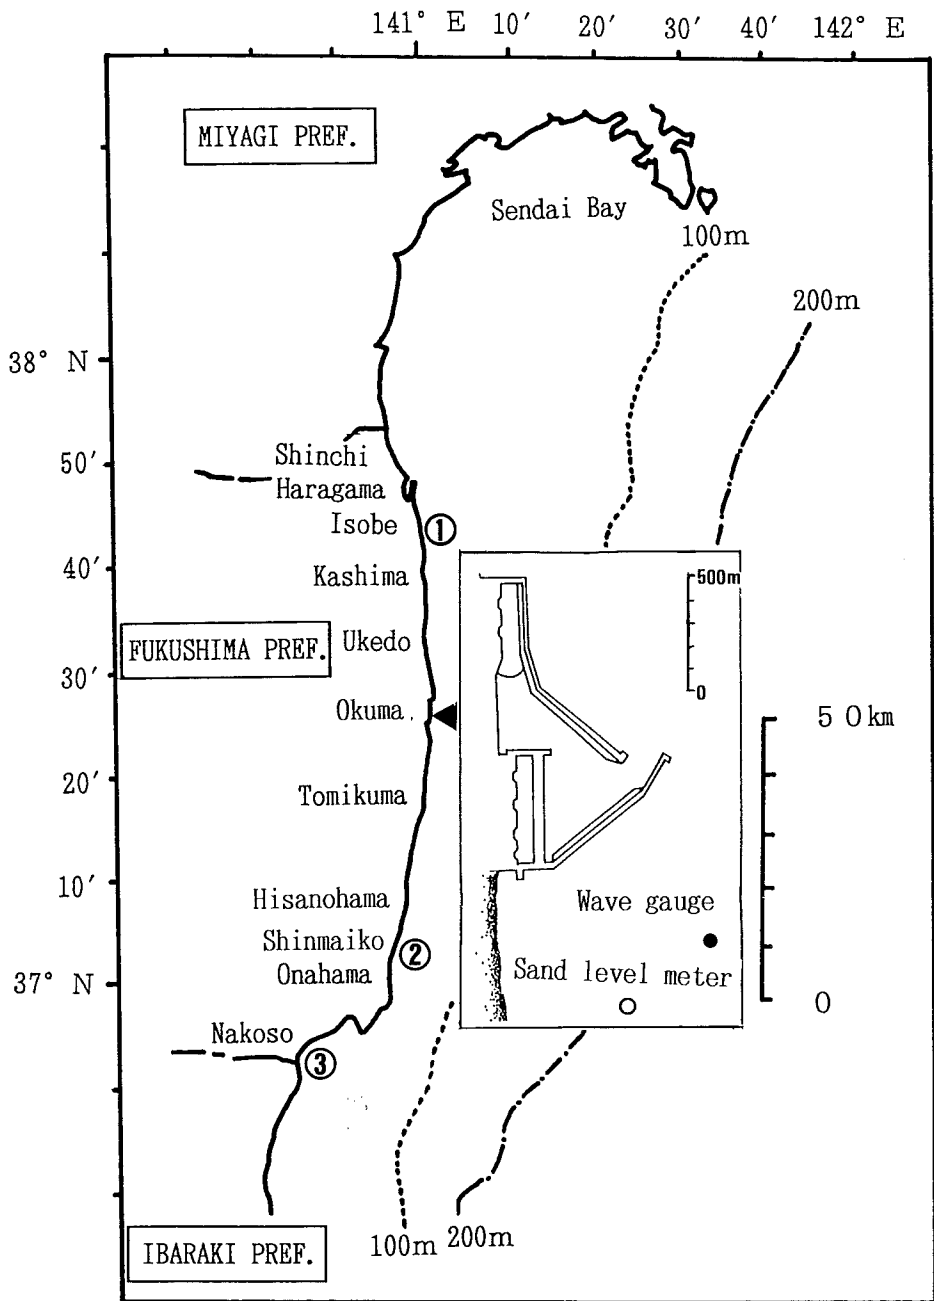 141° E 10′ 20′ 30′ 40′ 142° E
MIYAGI PREF.
Sendai Bay
100m
200m
38° N
50′
Shinchi
Haragama
Isobe ①
40′
Kashima
500m
FUKUSHIMA PREF.
Ukedo
30′
0
Okuma
50km
20′
Tomikuma
10′
Hisanohama
Wave gauge
Shinmaiko
②
37° N
Onahama
Sand level meter
0
Nakoso
③
100m
200m
IBARAKI PREF.